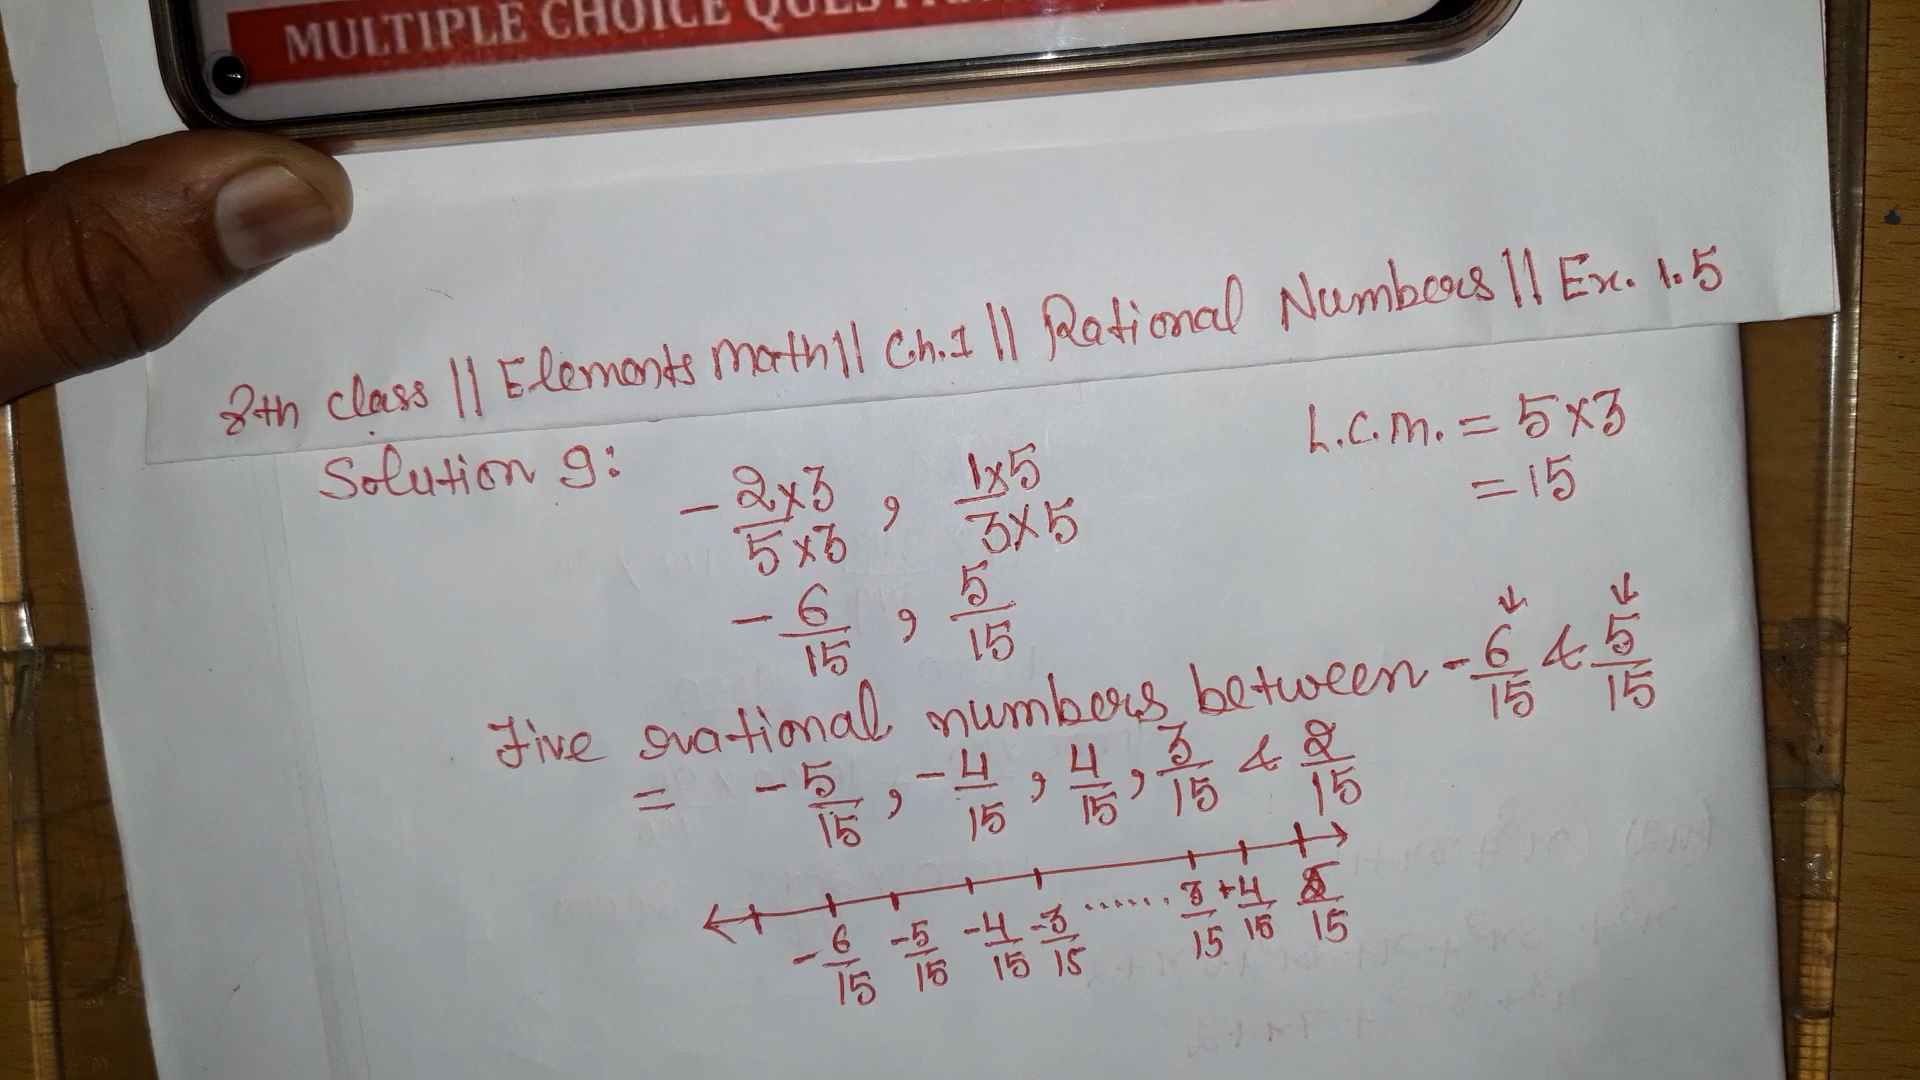 MULTIPLE CHOICE
8th class || Elements math || Ch.1 || Rational Numbers || Ex. 1.5
Solution 9:
-2×3/5×3 , 1×5/3×5
L.C.M. = 5×3
= 15
-6/15 , 5/15
Five rational numbers between -6/15 & 5/15
= -5/15 , -4/15 , 4/15 , 3/15 & 2/15
-6/15 -5/15 -4/15 -3/15 ...... 3/15 +4/15 5/15